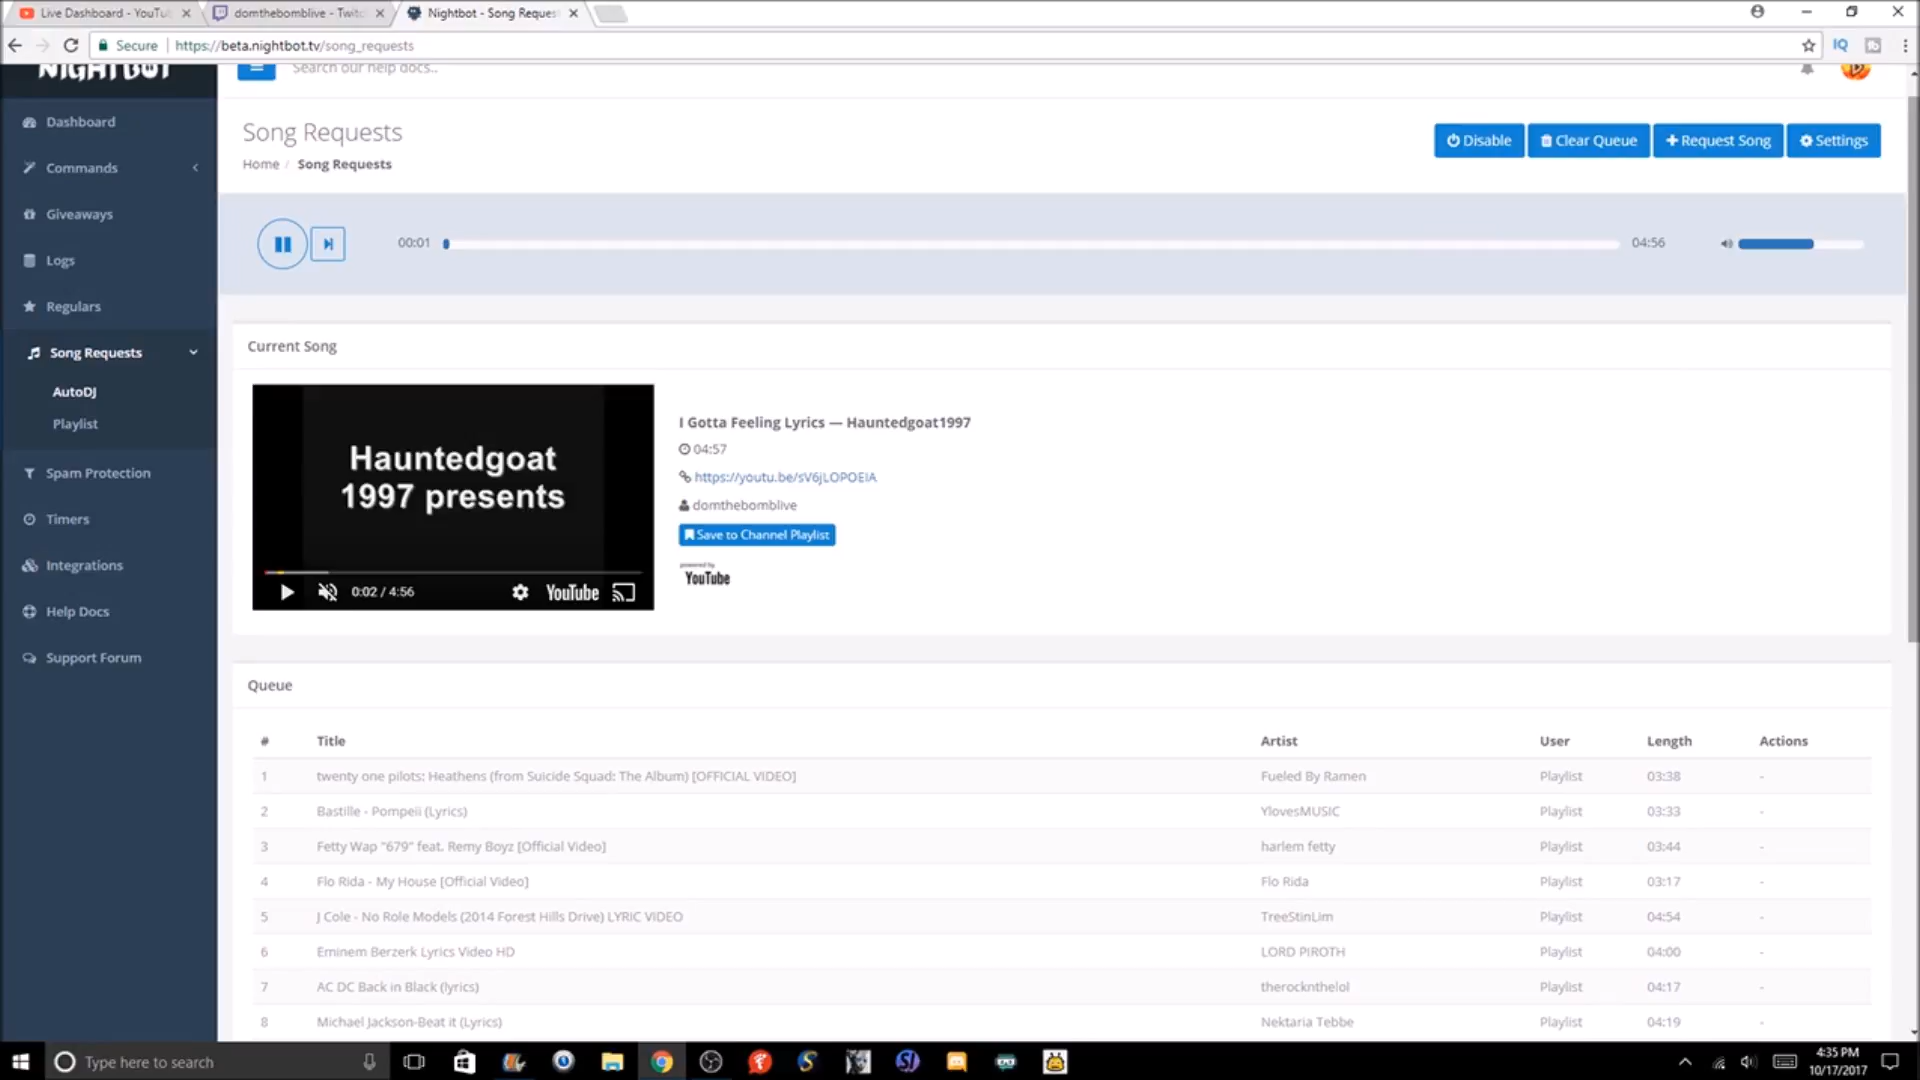 Live Dashboard - YouTu
domthebomblive - Twitc
Nightbot - Song Reques
Secure
https://beta.nightbot.tv/song_requests
IQ
NIGHTBOT
Search our help docs..
Dashboard
Commands
Giveaways
Logs
Regulars
Song Requests
AutoDJ
Playlist
Spam Protection
Timers
Integrations
Help Docs
Support Forum
Song Requests
Home / Song Requests
Disable
Clear Queue
Request Song
Settings
00:01
04:56
Current Song
Hauntedgoat
1997 presents
0:02 / 4:56
YouTube
I Gotta Feeling Lyrics — Hauntedgoat1997
04:57
https://youtu.be/sV6jLOPOEIA
domthebomblive
Save to Channel Playlist
powered by
YouTube
Queue
# Title Artist User Length Actions
1 twenty one pilots: Heathens (from Suicide Squad: The Album) [OFFICIAL VIDEO] Fueled By Ramen Playlist 03:38 -
2 Bastille - Pompeii (Lyrics) YlovesMUSIC Playlist 03:33 -
3 Fetty Wap "679" feat. Remy Boyz [Official Video] harlem fetty Playlist 03:44 -
4 Flo Rida - My House [Official Video] Flo Rida Playlist 03:17 -
5 J Cole - No Role Models (2014 Forest Hills Drive) LYRIC VIDEO TreeStinLim Playlist 04:54 -
6 Eminem Berzerk Lyrics Video HD LORD PIROTH Playlist 04:00 -
7 AC DC Back in Black (lyrics) therocknthelol Playlist 04:17 -
8 Michael Jackson-Beat it (Lyrics) Nektaria Tebbe Playlist 04:19 -
Type here to search
4:35 PM
10/17/2017